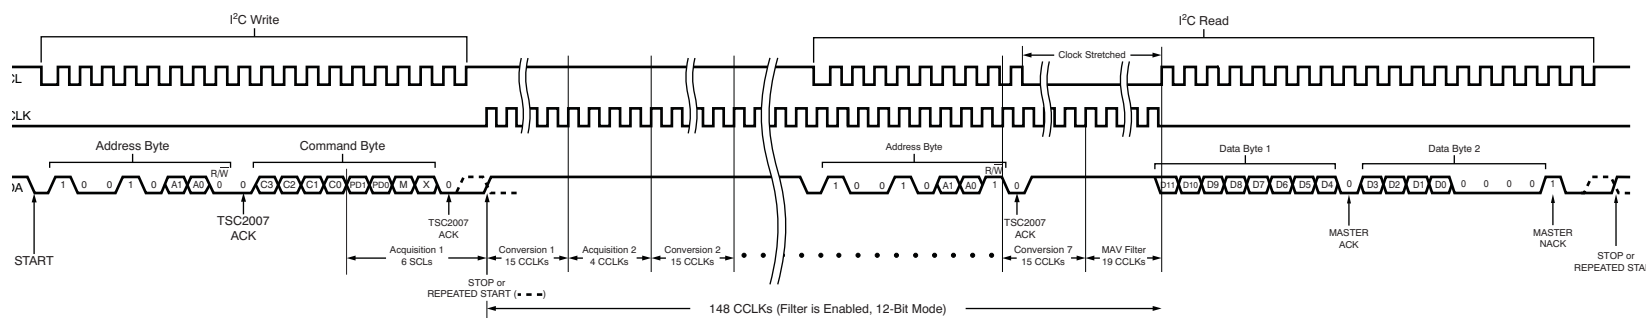 I2C Write
I2C Read
Clock Stretched
CL
CLK
Address Byte
Command Byte
Address Byte
Data Byte 1
Data Byte 2
R/W
R/W
DA
1 0 0 1 0 A1 A0 0 0 C3 C2 C1 C0 PD1 PD0 M X 0
1 0 0 1 0 A1 A0 1 0
D11 D10 D9 D8 D7 D6 D5 D4 0 D3 D2 D1 D0 0 0 0 0 1
START
TSC2007
ACK
TSC2007
ACK
TSC2007
ACK
MASTER
ACK
MASTER
NACK
STOP or
REPEATED STA
Acquisition 1
6 SCLs
Conversion 1
15 CCLKs
Acquisition 2
4 CCLKs
Conversion 2
15 CCLKs
Conversion 7
15 CCLKs
MAV Filter
19 CCLKs
STOP or
REPEATED START (- - -)
148 CCLKs (Filter is Enabled, 12-Bit Mode)